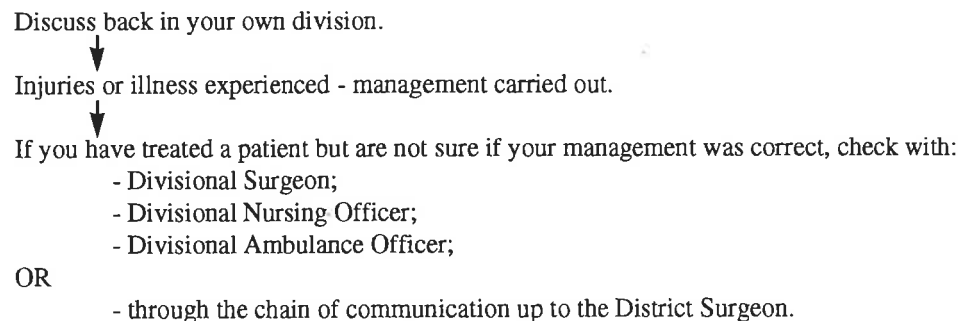 Discuss back in your own division.
Injuries or illness experienced - management carried out.
If you have treated a patient but are not sure if your management was correct, check with:
- Divisional Surgeon;
- Divisional Nursing Officer;
- Divisional Ambulance Officer;
OR
- through the chain of communication up to the District Surgeon.